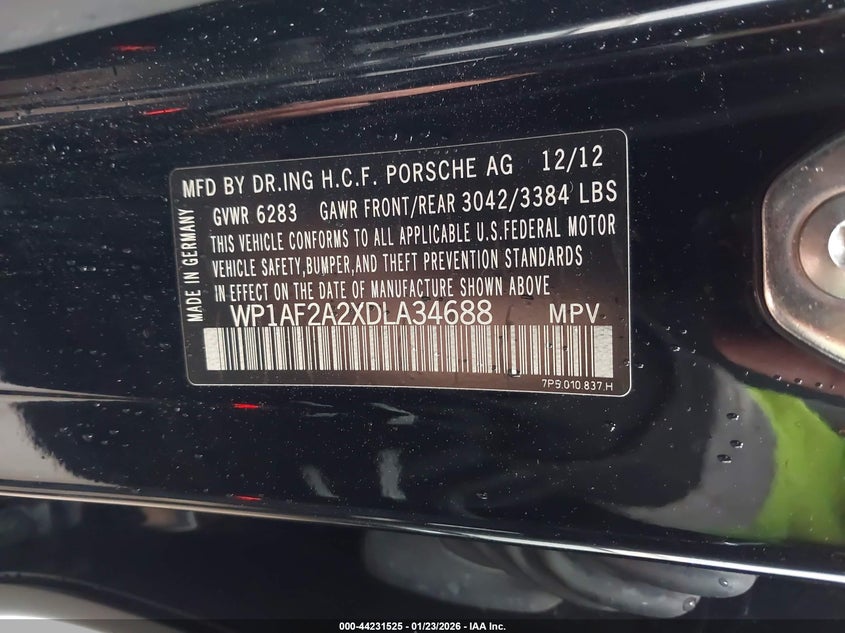 MFD BY DR.ING H.C.F. PORSCHE AG 12/12
GVWR 6283 GAWR FRONT/REAR 3042/3384 LBS
THIS VEHICLE CONFORMS TO ALL APPLICABLE U.S.FEDERAL MOTOR
VEHICLE SAFETY,BUMPER,AND THEFT PREVENTION STANDARDS
IN EFFECT ON THE DATE OF MANUFACTURE SHOWN ABOVE
MADE IN GERMANY
WP1AF2A2XDLA34688 MPV
7P5.010.837.H
000-44231525 - 01/23/2026 - IAA Inc.